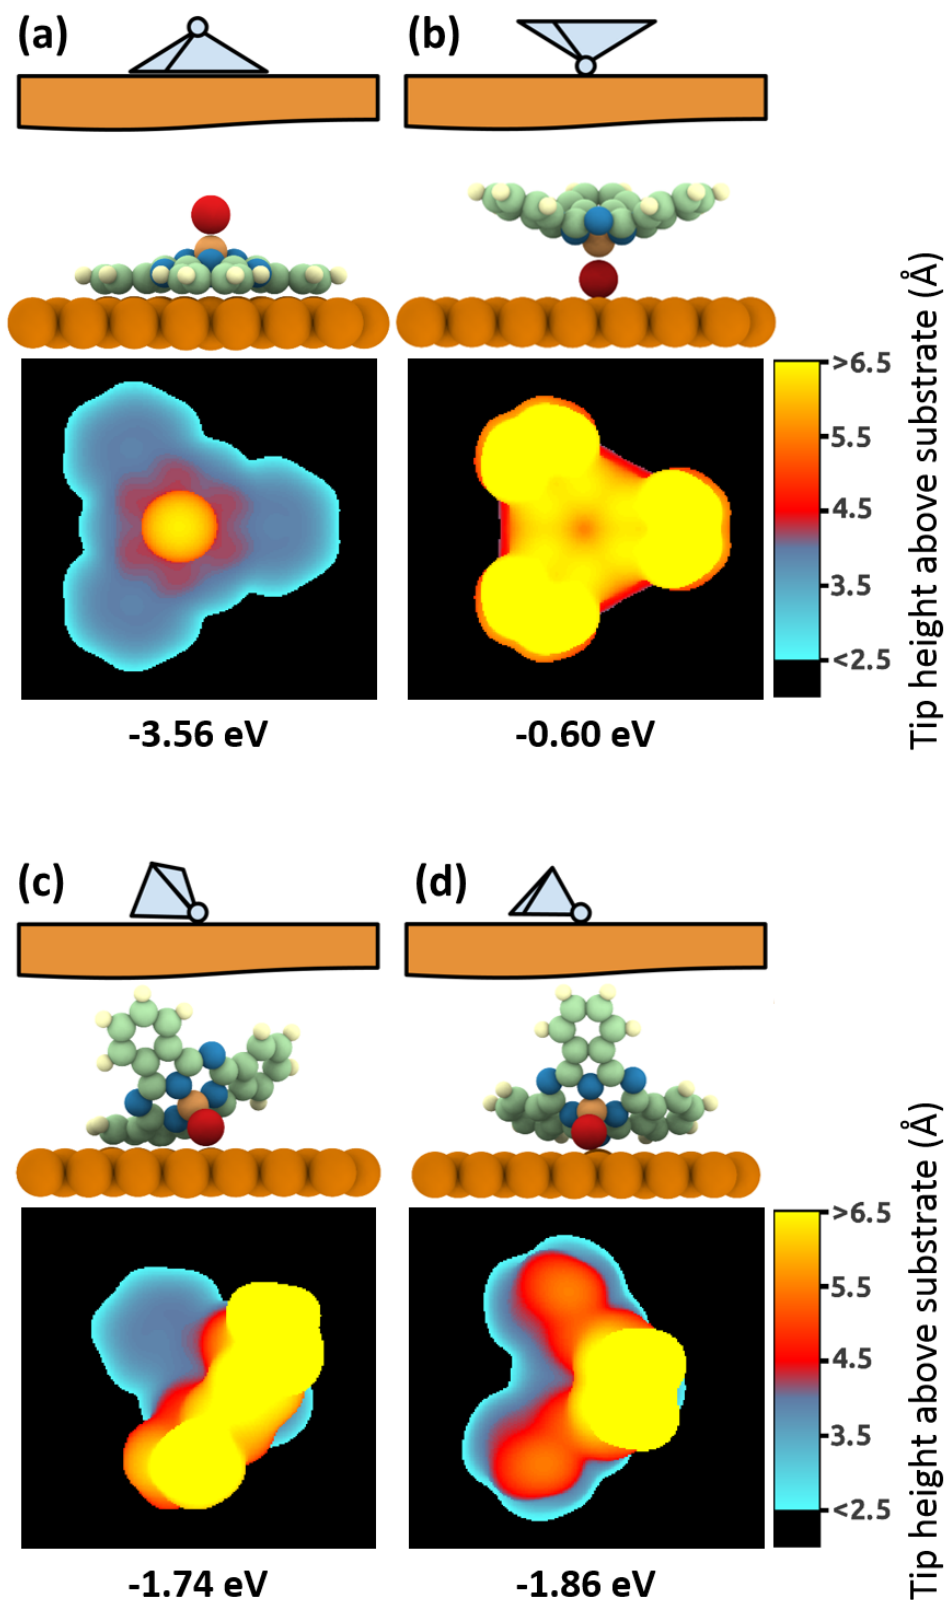 (a)
(b)
>6.5
5.5
4.5
3.5
<2.5
Tip height above substrate (Å)
-3.56 eV
-0.60 eV
(c)
(d)
>6.5
5.5
4.5
3.5
<2.5
Tip height above substrate (Å)
-1.74 eV
-1.86 eV